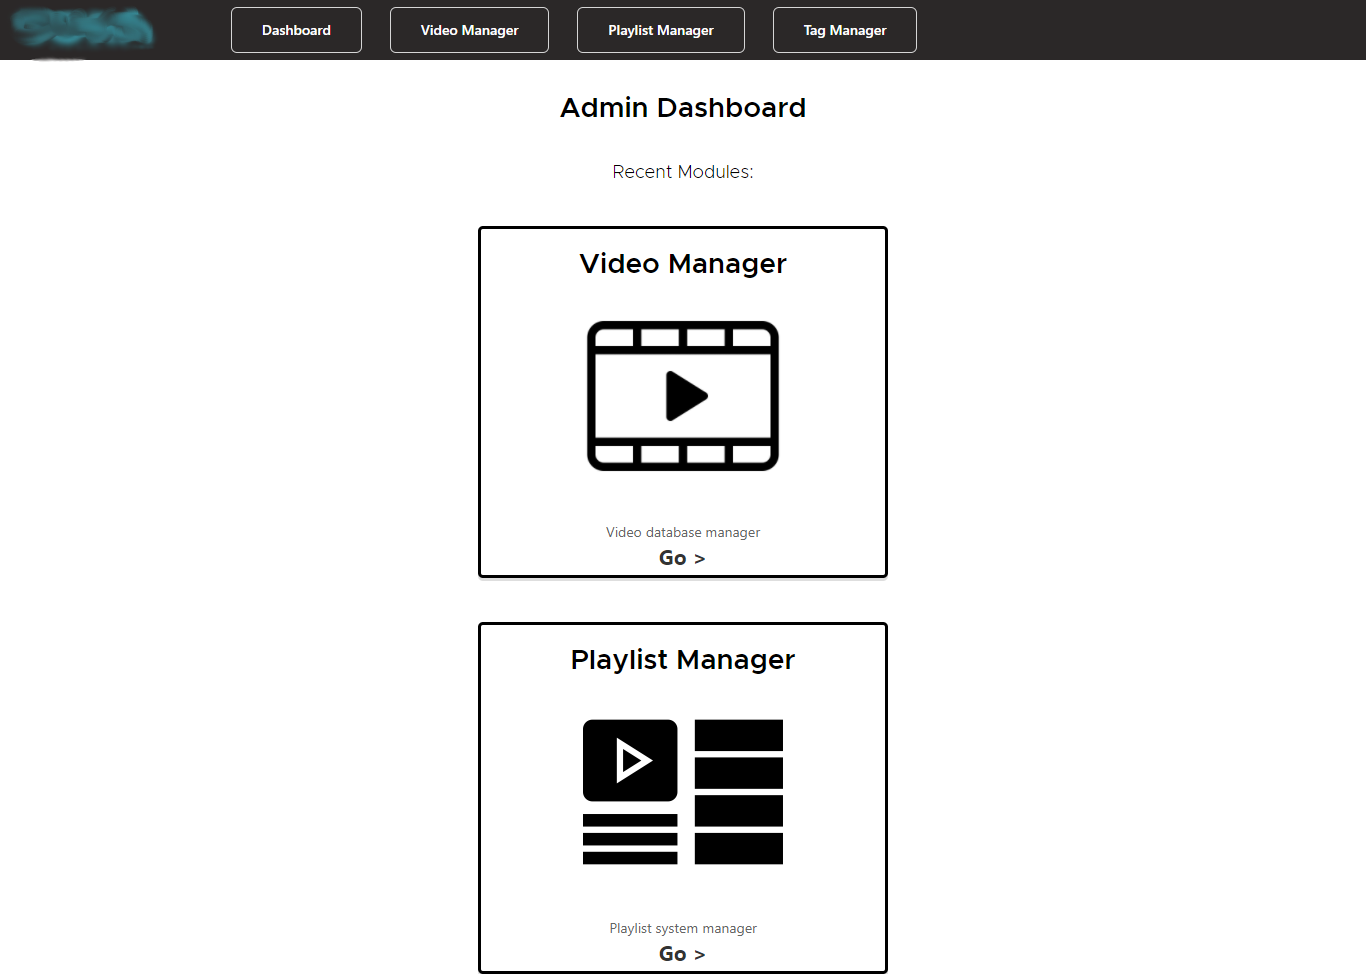 Dashboard
Video Manager
Playlist Manager
Tag Manager
Admin Dashboard
Recent Modules:
Video Manager
Video database manager
Go >
Playlist Manager
Playlist system manager
Go >